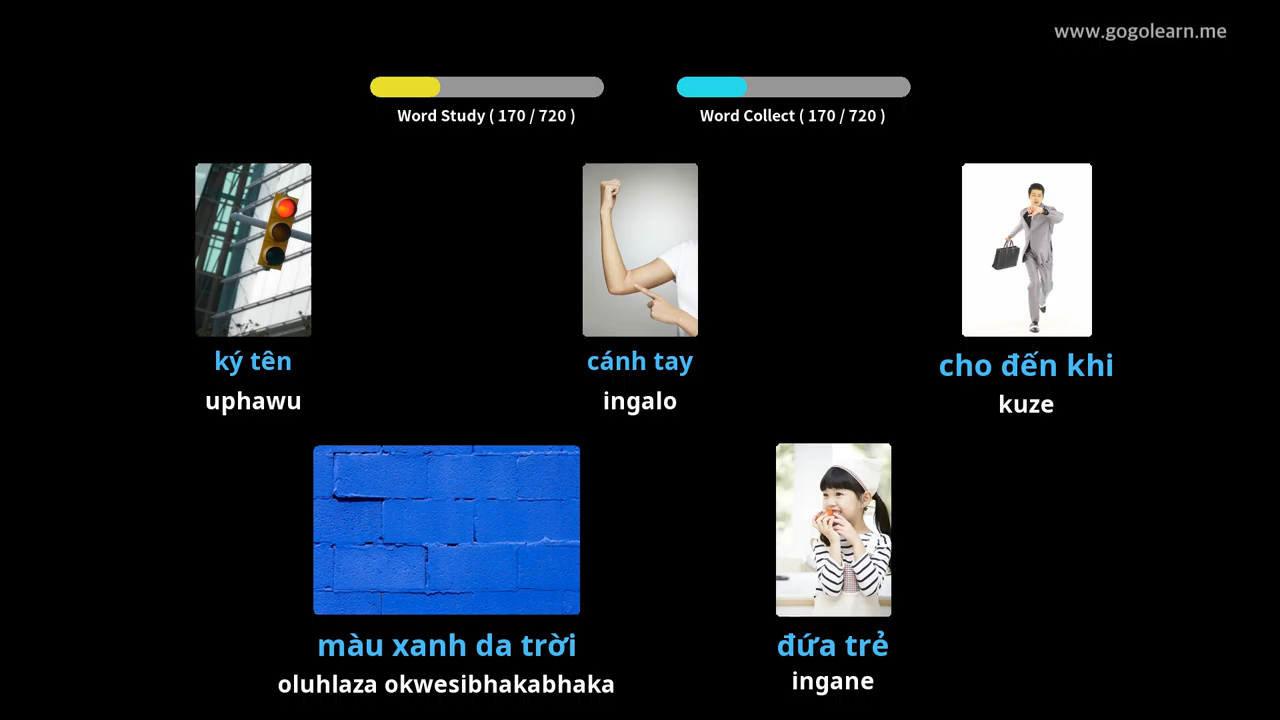 www.gogolearn.me
Word Study ( 170 / 720 )
Word Collect ( 170 / 720 )
ký tên
uphawu
cánh tay
ingalo
cho đến khi
kuze
màu xanh da trời
oluhlaza okwesibhakabhaka
đứa trẻ
ingane